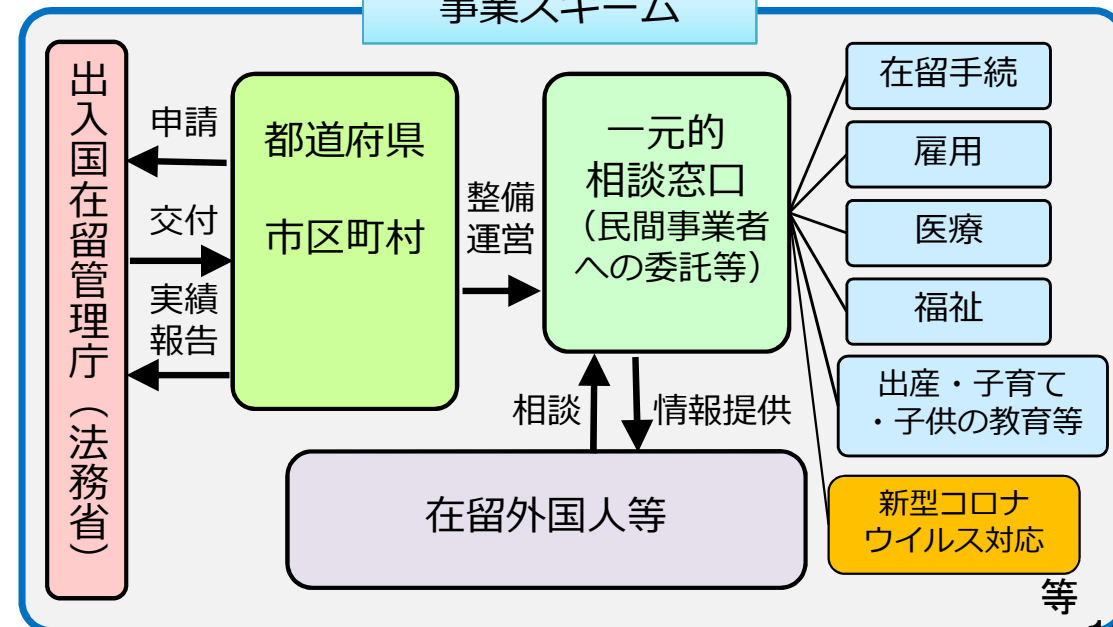 事業スキーム
出入国在留管理庁（法務省）
申請
交付
実績
報告
都道府県
市区町村
整備
運営
一元的
相談窓口
（民間事業者
への委託等）
相談
情報提供
在留外国人等
在留手続
雇用
医療
福祉
出産・子育て
・子供の教育等
新型コロナ
ウイルス対応
等